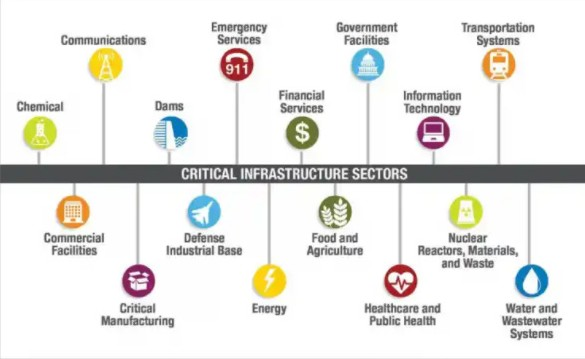 Communications
Emergency
Services
911
Government
Facilities
Transportation
Systems
Chemical
Dams
Financial
Services
$
Information
Technology
CRITICAL INFRASTRUCTURE SECTORS
Commercial
Facilities
Defense
Industrial Base
Food and
Agriculture
Nuclear
Reactors, Materials,
and Waste
Critical
Manufacturing
Energy
Healthcare and
Public Health
Water and
Wastewater
Systems